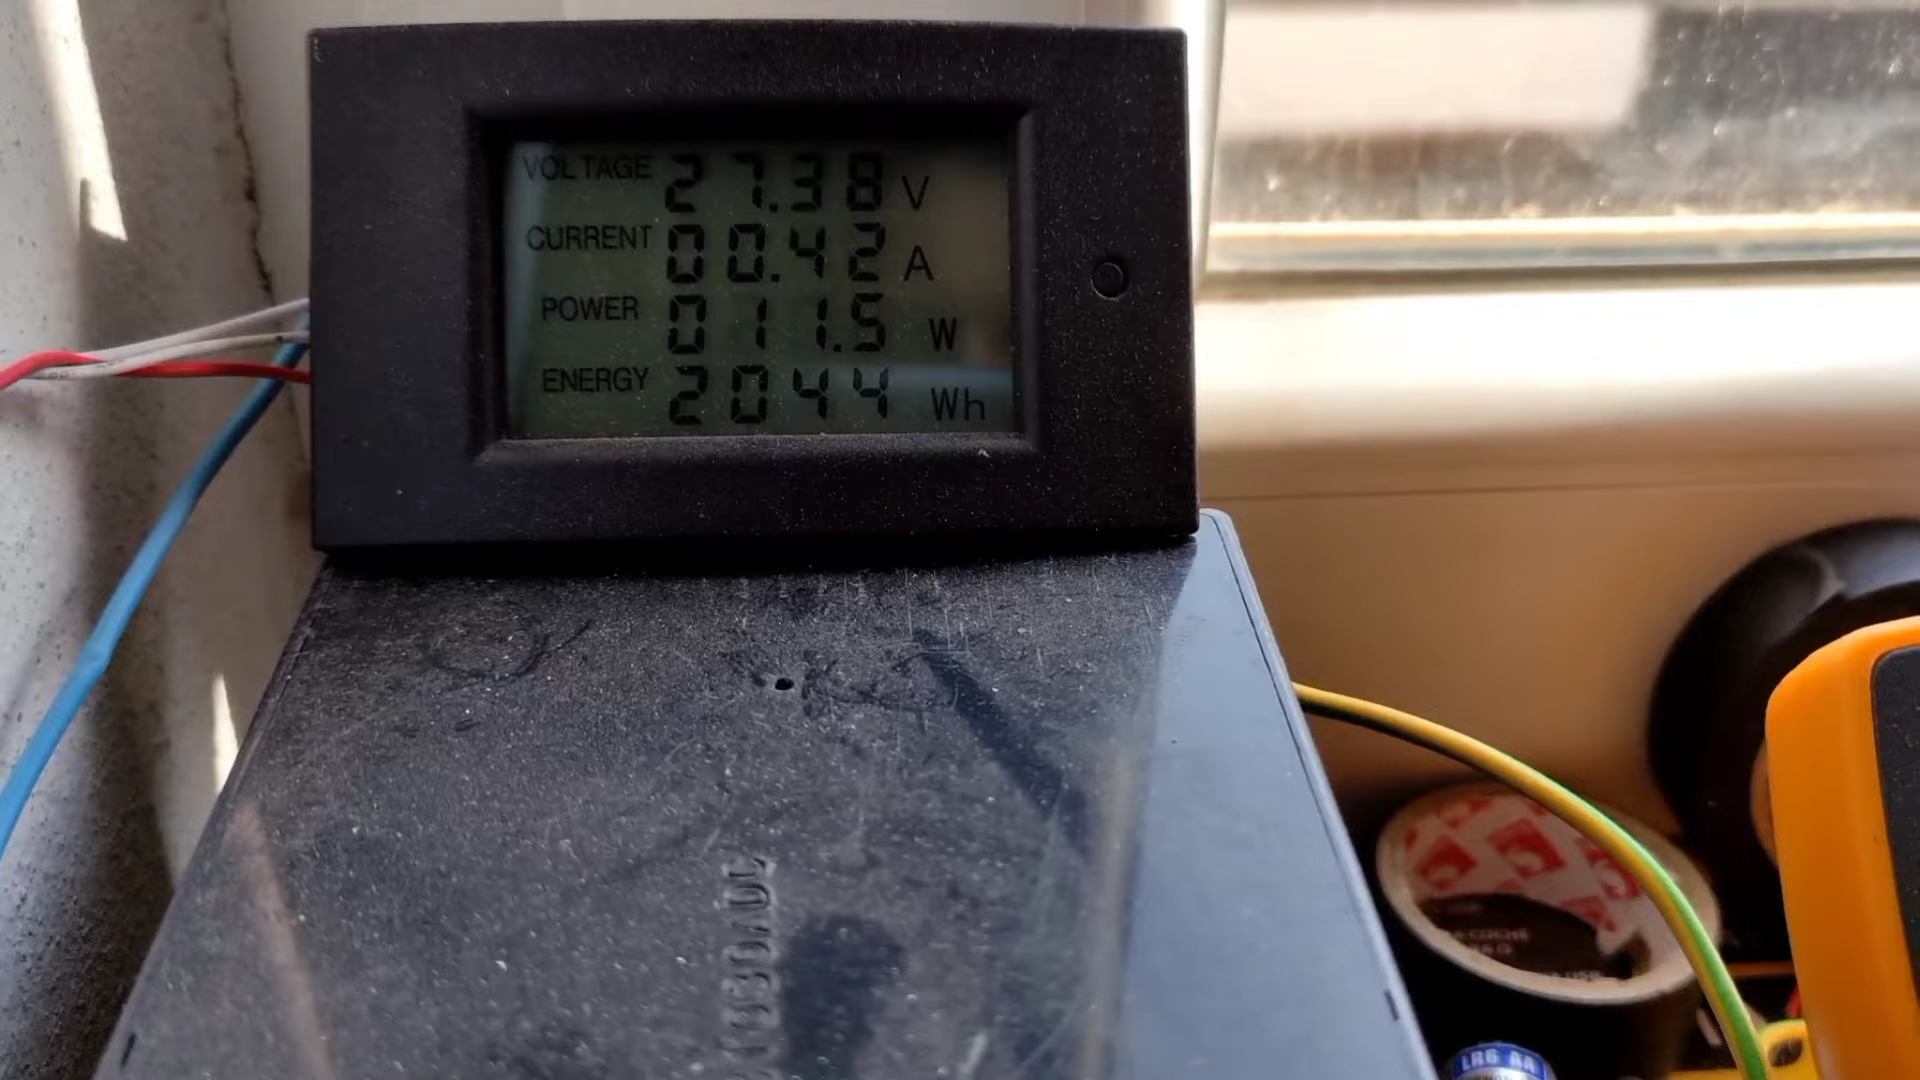 VOLTAGE 27.38 V
CURRENT 00.42 A
POWER 011.5 W
ENERGY 2044 Wh
LR6 AA